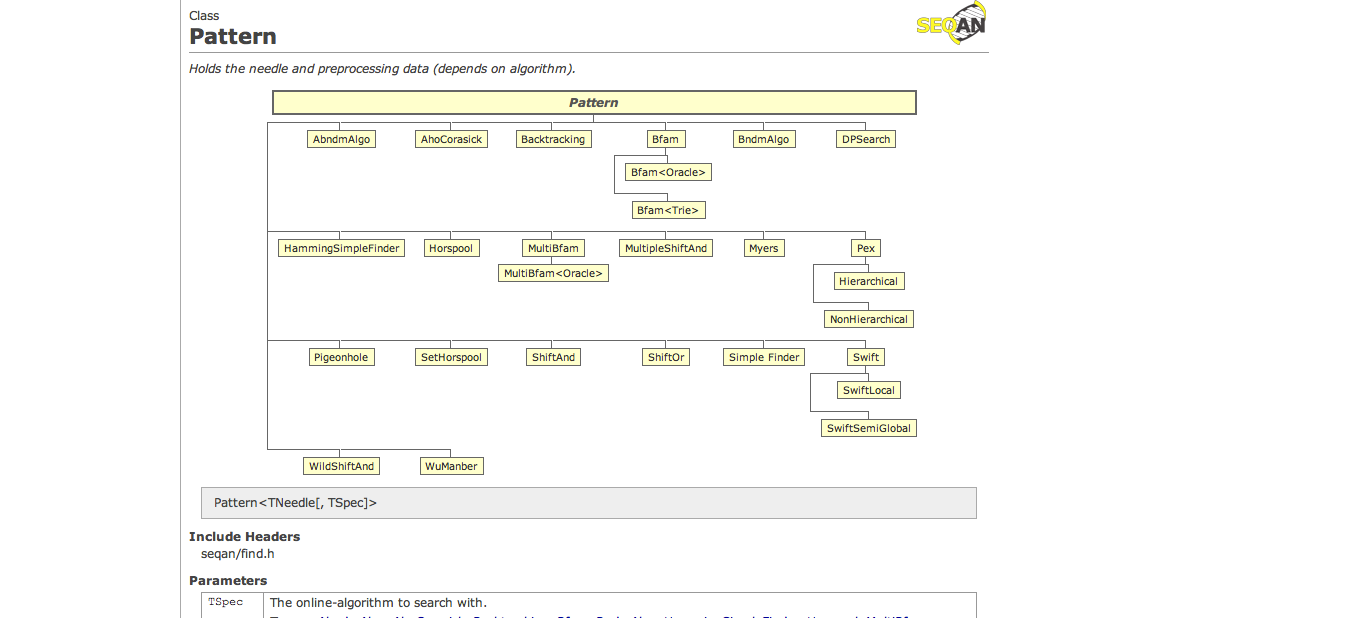 Class
SEQAN
Pattern
Holds the needle and preprocessing data (depends on algorithm).
Pattern
AbndmAlgo AhoCorasick Backtracking Bfam BndmAlgo DPSearch
Bfam<Oracle>
Bfam<Trie>
HammingSimpleFinder Horspool MultiBfam MultipleShiftAnd Myers Pex
MultiBfam<Oracle>
Hierarchical
NonHierarchical
Pigeonhole SetHorspool ShiftAnd ShiftOr Simple Finder Swift
SwiftLocal
SwiftSemiGlobal
WildShiftAnd WuManber
Pattern<TNeedle[, TSpec]>
Include Headers
seqan/find.h
Parameters
TSpec The online-algorithm to search with.